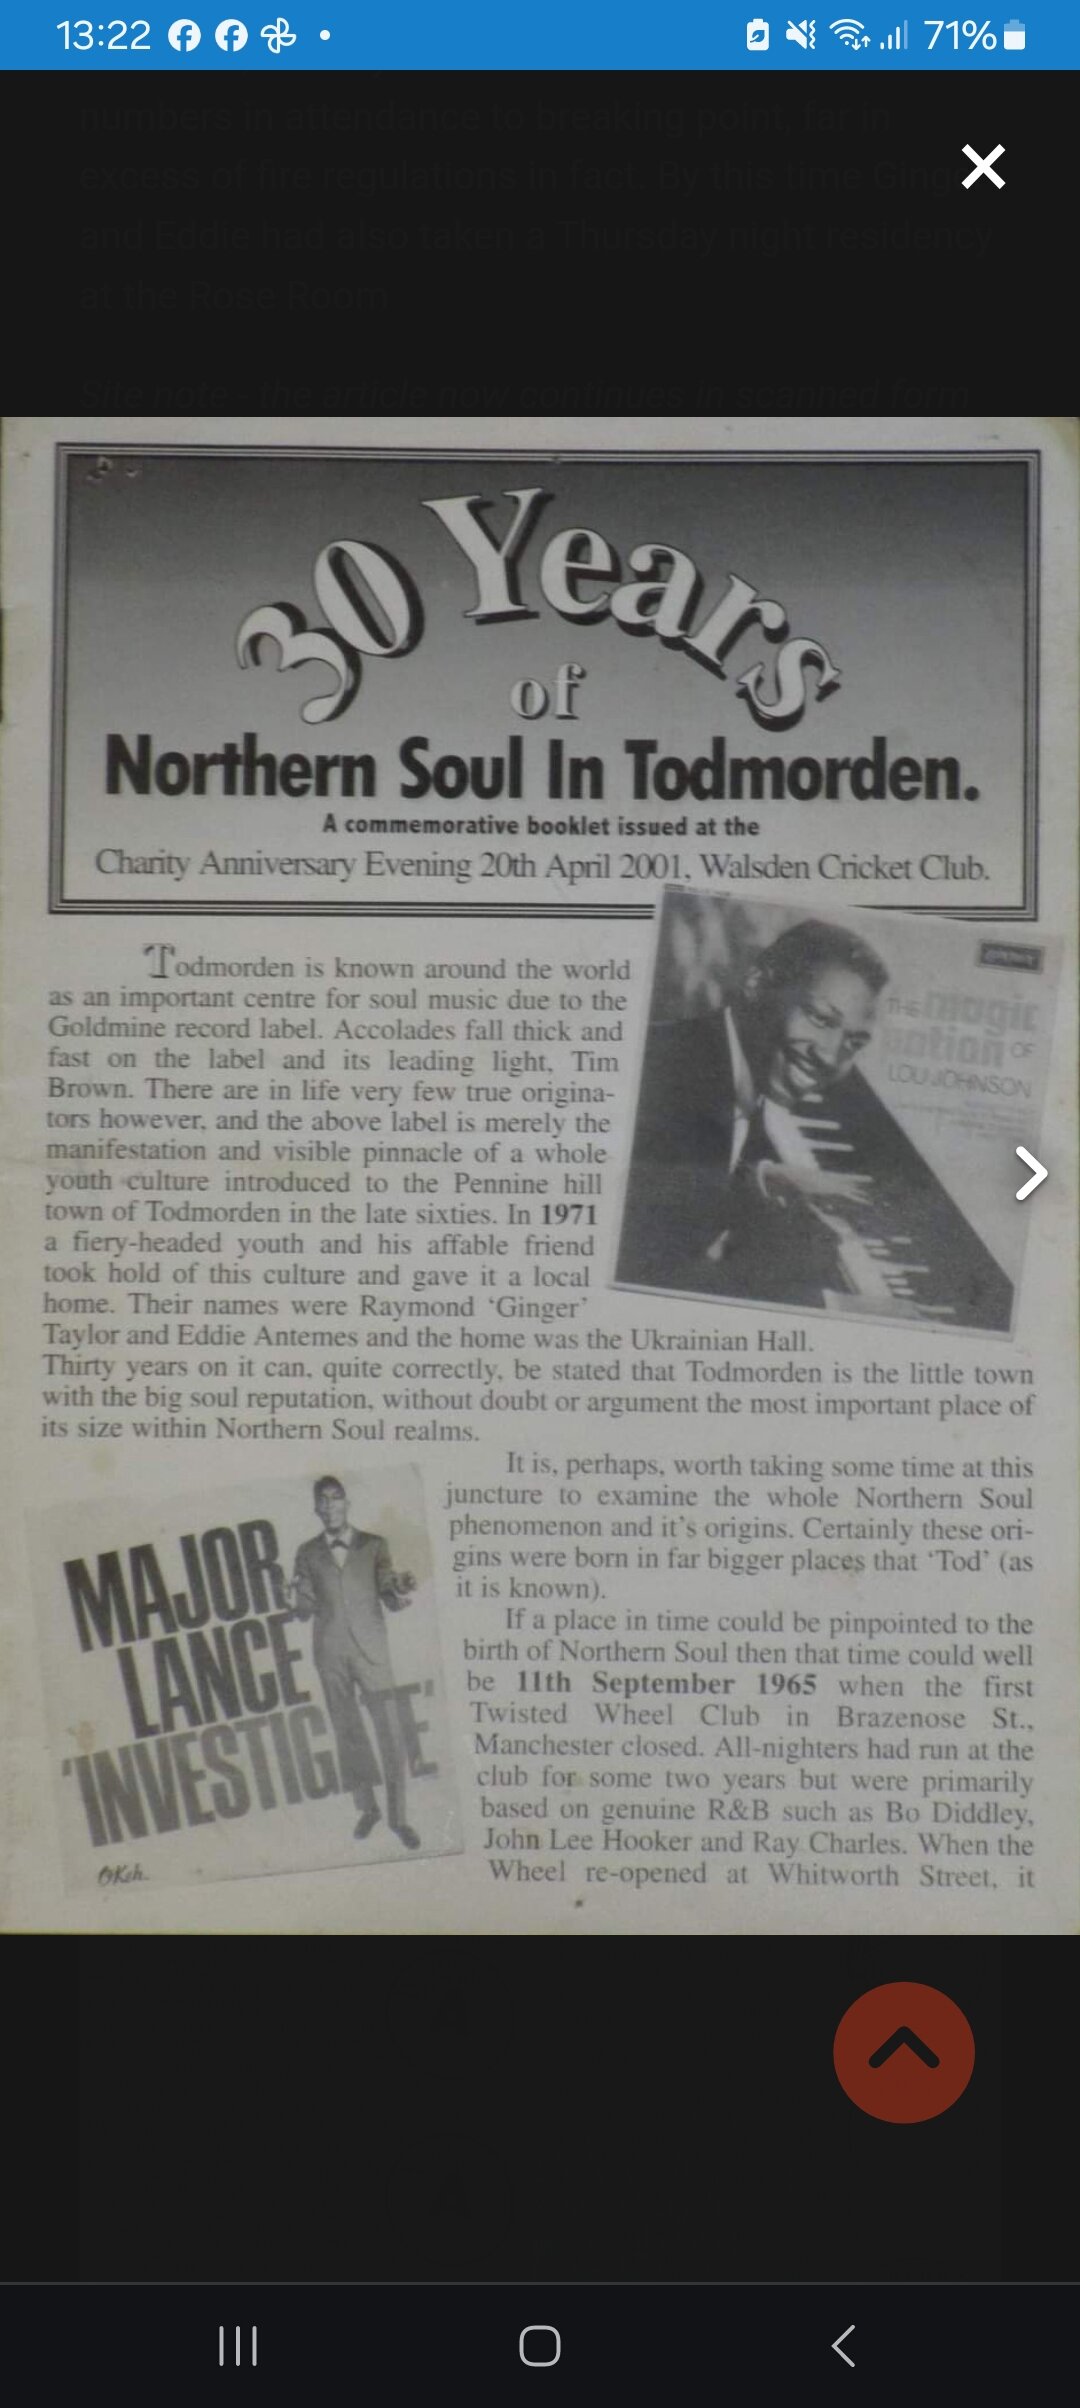 13:22
71%
numbers in attendance to breaking point, far in
excess of fire regulations in fact. By this time
and Eddie had also taken a Thursday night residency
at the Rose Room
Site note - the article now continues in scanned form
30 Years
of
Northern Soul In Todmorden.
A commemorative booklet issued at the
Charity Anniversary Evening 20th April 2001, Walsden Cricket Club.
Todmorden is known around the world
as an important centre for soul music due to the
Goldmine record label. Accolades fall thick and
fast on the label and its leading light, Tim
Brown. There are in life very few true origina-
tors however, and the above label is merely the
manifestation and visible pinnacle of a whole
youth culture introduced to the Pennine hill
town of Todmorden in the late sixties. In 1971
a fiery-headed youth and his affable friend
took hold of this culture and gave it a local
home. Their names were Raymond ‘Ginger’
Taylor and Eddie Antemes and the home was the Ukrainian Hall.
Thirty years on it can, quite correctly, be stated that Todmorden is the little town
with the big soul reputation, without doubt or argument the most important place of
its size within Northern Soul realms.
THE magic
OF
LOU JOHNSON
It is, perhaps, worth taking some time at this
juncture to examine the whole Northern Soul
phenomenon and it's origins. Certainly these ori-
gins were born in far bigger places that ‘Tod’ (as
it is known).
If a place in time could be pinpointed to the
birth of Northern Soul then that time could well
be 11th September 1965 when the first
Twisted Wheel Club in Brazenose St.,
Manchester closed. All-nighters had run at the
club for some two years but were primarily
based on genuine R&B such as Bo Diddley,
John Lee Hooker and Ray Charles. When the
Wheel re-opened at Whitworth Street, it
MAJOR
LANCE
'INVESTIGATE'
OKeh